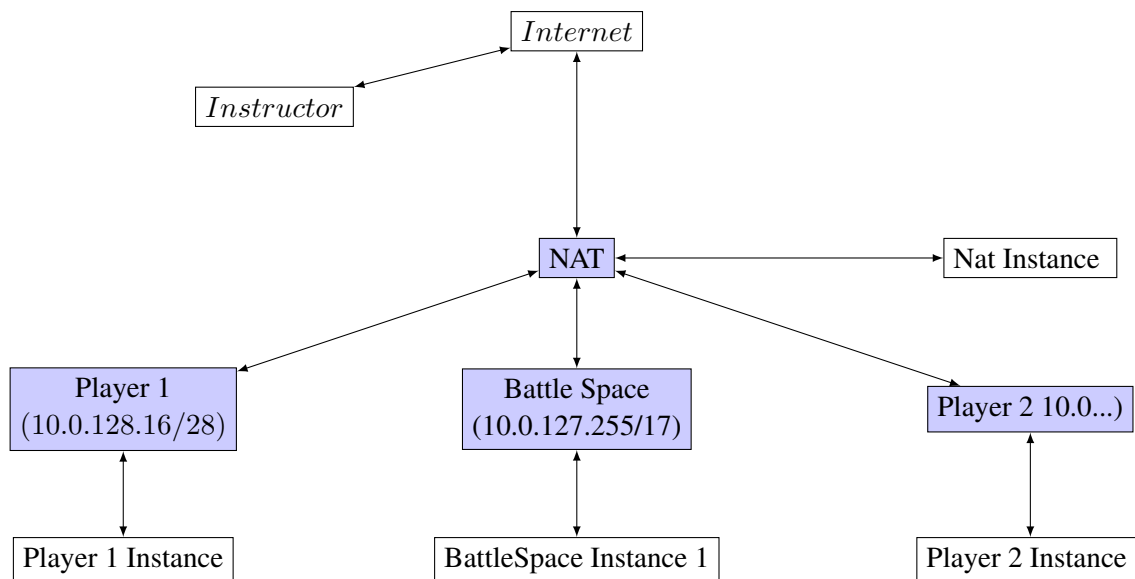 Internet
Instructor
NAT
Nat Instance
Player 1
(10.0.128.16/28)
Battle Space
(10.0.127.255/17)
Player 2 10.0...)
Player 1 Instance
BattleSpace Instance 1
Player 2 Instance